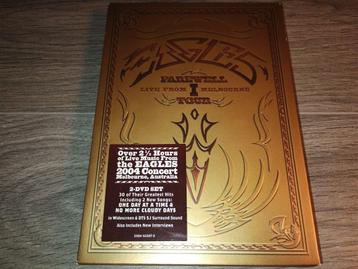 EAGLES
FAREWELL
I
LIVE FROM MELBOURNE
TOUR
Over 2 ½ Hours
of Live Music From
the EAGLES
2004 Concert
Melbourne, Australia
2-DVD SET
30 of Their Greatest Hits
Including 2 New Songs:
ONE DAY AT A TIME &
NO MORE CLOUDY DAYS
in Widescreen & DTS 5.1 Surround Sound
Also Includes New Interviews